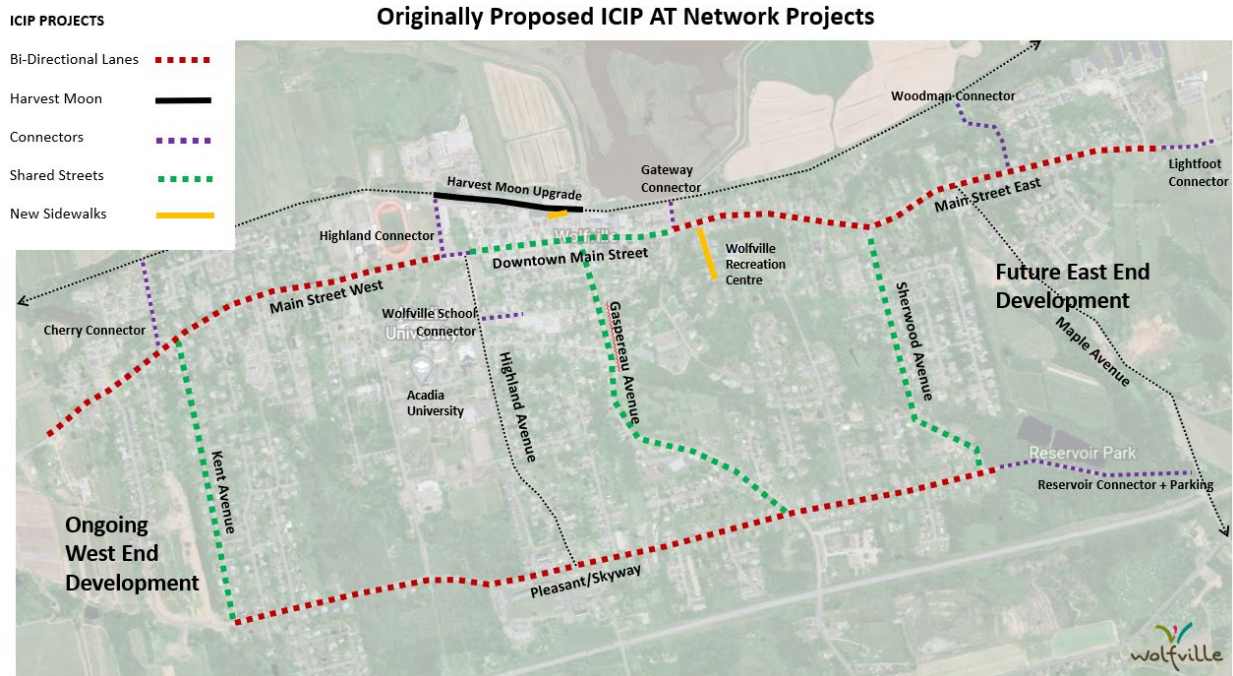 Originally Proposed ICIP AT Network Projects
ICIP PROJECTS
Bi-Directional Lanes
Harvest Moon
Connectors
Shared Streets
New Sidewalks
Woodman Connector
Lightfoot
Connector
Gateway
Connector
Harvest Moon Upgrade
Main Street East
Highland Connector
Wolfville
Downtown Main Street
Wolfville
Recreation
Centre
Future East End
Development
Main Street West
Cherry Connector
Wolfville School
Connector
University
Gaspereau Avenue
Sherwood Avenue
Maple Avenue
Highland Avenue
Acadia
University
Kent Avenue
Reservoir Park
Reservoir Connector + Parking
Ongoing
West End
Development
Pleasant/Skyway
wolfville